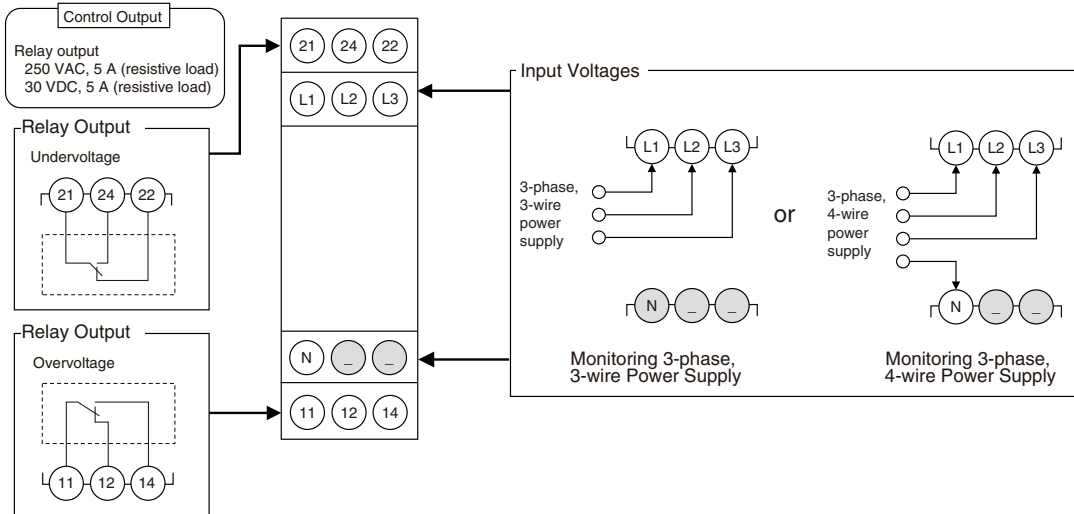 Control Output
Relay output
250 VAC, 5 A (resistive load)
30 VDC, 5 A (resistive load)
Relay Output
Undervoltage
21 24 22
Relay Output
Overvoltage
11 12 14
21 24 22
L1 L2 L3
N _ _
11 12 14
Input Voltages
L1 L2 L3
3-phase,
3-wire
power
supply
N _ _
Monitoring 3-phase,
3-wire Power Supply
or
L1 L2 L3
3-phase,
4-wire
power
supply
N _ _
Monitoring 3-phase,
4-wire Power Supply